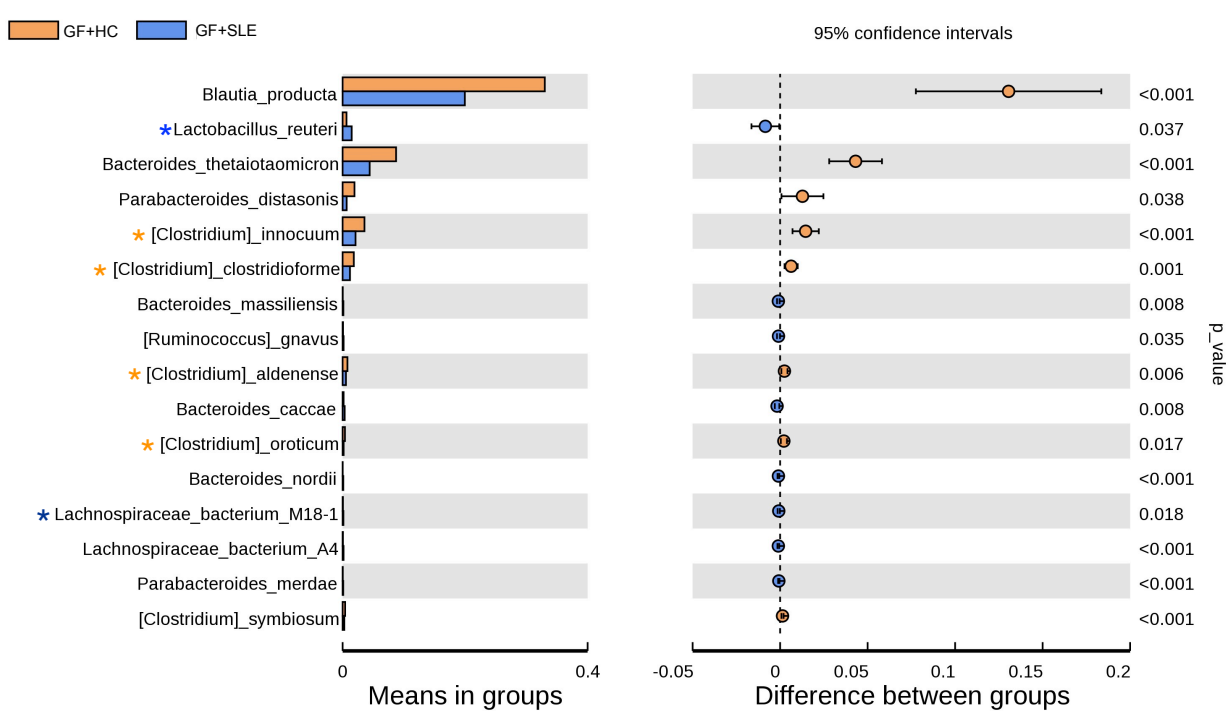 GF+HC GF+SLE
95% confidence intervals
Blautia_producta <0.001
*Lactobacillus_reuteri 0.037
Bacteroides_thetaiotaomicron <0.001
Parabacteroides_distasonis 0.038
* [Clostridium]_innocuum <0.001
* [Clostridium]_clostridioforme 0.001
Bacteroides_massiliensis 0.008
[Ruminococcus]_gnavus 0.035
* [Clostridium]_aldenense 0.006
Bacteroides_caccae 0.008
* [Clostridium]_oroticum 0.017
Bacteroides_nordii <0.001
* Lachnospiraceae_bacterium_M18-1 0.018
Lachnospiraceae_bacterium_A4 <0.001
Parabacteroides_merdae <0.001
[Clostridium]_symbiosum <0.001
p_value
0 0.4 -0.05 0 0.05 0.1 0.15 0.2
Means in groups Difference between groups